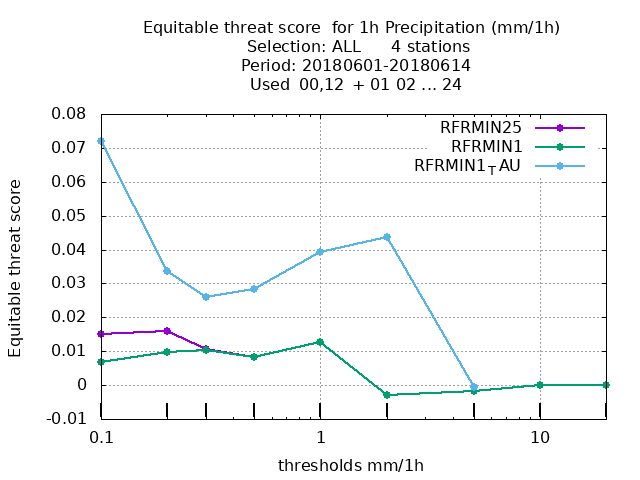 Equitable threat score  for 1h Precipitation (mm/1h)
Selection: ALL      4 stations
Period: 20180601-20180614
Used  00,12  + 01 02 ... 24
0.08
0.07
0.06
0.05
0.04
0.03
0.02
0.01
0
-0.01
Equitable threat score
RFRMIN25
RFRMIN1
RFRMIN1TAU
0.1
1
10
thresholds mm/1h